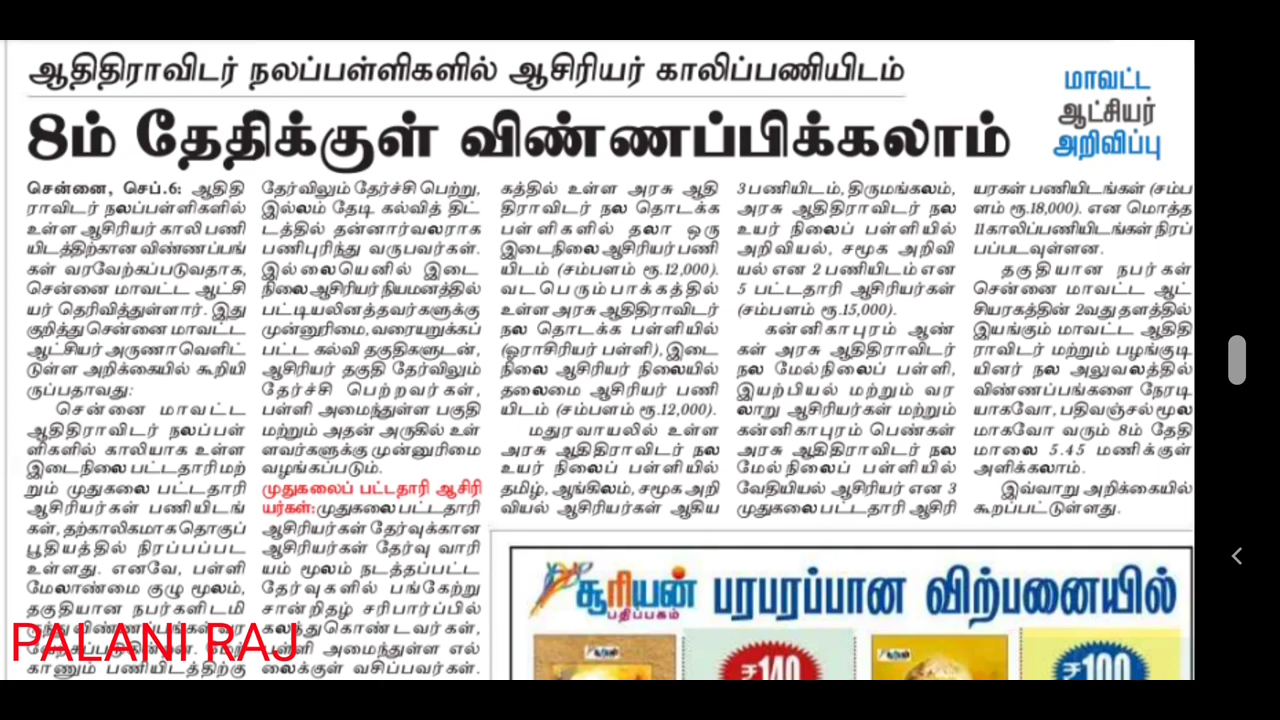 ஆதிதிராவிடர் நலப்பள்ளிகளில் ஆசிரியர் காலிப்பணியிடம்
8ம் தேதிக்குள் விண்ணப்பிக்கலாம்
மாவட்ட
ஆட்சியர்
அறிவிப்பு
சென்னை, செப்.6: ஆதிதி
ராவிடர் நலப்பள்ளிகளில்
உள்ள ஆசிரியர் காலி பணி
யிடத்திற்கான விண்ணப்பங்
கள் வரவேற்கப்படுவதாக,
சென்னை மாவட்ட ஆட்சி
யர் தெரிவித்துள்ளார். இது
குறித்து சென்னை மாவட்ட
ஆட்சியர் அருணா வெளிட்
டுள்ள அறிக்கையில் கூறியி
ருப்பதாவது:
சென்னை மாவட்ட
ஆதிதிராவிடர் நலப்பள்
ளிகளில் காலியாக உள்ள
இடைநிலை பட்டதாரி மற்
றும் முதுகலை பட்டதாரி
ஆசிரியர்கள் பணியிடங்
கள், தற்காலிகமாக தொகுப்
பூதியத்தில் நிரப்பப்பட
உள்ளது. எனவே, பள்ளி
மேலாண்மை குழு மூலம்,
தகுதியான நபர்களிடமி
காணும் பணியிடத்திற்கு
தேர்விலும் தேர்ச்சி பெற்று,
இல்லம் தேடி கல்வித் திட்
டத்தில் தன்னார்வலராக
பணிபுரிந்து வருபவர்கள்.
இல்லையெனில் இடை
நிலை ஆசிரியர் நியமனத்தில்
பட்டியலினத்தவர்களுக்கு
முன்னுரிமை, வரையறுக்கப்
பட்ட கல்வி தகுதிகளுடன்,
ஆசிரியர் தகுதி தேர்விலும்
தேர்ச்சி பெற்றவர்கள்,
பள்ளி அமைந்துள்ள பகுதி
மற்றும் அதன் அருகில் உள்
ளவர்களுக்கு முன்னுரிமை
வழங்கப்படும்.
முதுகலைப் பட்டதாரி ஆசிரி
யர்கள்: முதுகலை பட்டதாரி
ஆசிரியர்கள் தேர்வுக்கான
ஆசிரியர்கள் தேர்வு வாரி
யம் மூலம் நடத்தப்பட்ட
தேர்வுகளில் பங்கேற்று
சான்றிதழ் சரிபார்ப்பில்
கலந்து கொண்டவர்கள்,
பள்ளி அமைந்துள்ள எல்
லைக்குள் வசிப்பவர்கள்.
கத்தில் உள்ள அரசு ஆதி
திராவிடர் நல தொடக்க
பள்ளிகளில் தலா ஒரு
இடைநிலை ஆசிரியர் பணி
யிடம் (சம்பளம் ரூ.12,000).
வட பெரும்பாக்கத்தில்
உள்ள அரசு ஆதிதிராவிடர்
நல தொடக்க பள்ளியில்
(ஓராசிரியர் பள்ளி), இடை
நிலை ஆசிரியர் நிலையில்
தலைமை ஆசிரியர் பணி
யிடம் (சம்பளம் ரூ.12,000).
மதுரவாயலில் உள்ள
அரசு ஆதிதிராவிடர் நல
உயர் நிலைப் பள்ளியில்
தமிழ், ஆங்கிலம், சமூக அறி
வியல் ஆசிரியர்கள் ஆகிய
3 பணியிடம், திருமங்கலம்,
அரசு ஆதிதிராவிடர் நல
உயர் நிலைப் பள்ளியில்
அறிவியல், சமூக அறிவி
யல் என 2 பணியிடம் என
5 பட்டதாரி ஆசிரியர்கள்
(சம்பளம் ரூ.15,000).
கன்னிகாபுரம் ஆண்
கள் அரசு ஆதிதிராவிடர்
நல மேல்நிலைப் பள்ளி,
இயற்பியல் மற்றும் வர
லாறு ஆசிரியர்கள் மற்றும்
கன்னிகாபுரம் பெண்கள்
அரசு ஆதிதிராவிடர் நல
மேல்நிலைப் பள்ளியில்
வேதியியல் ஆசிரியர் என 3
முதுகலை பட்டதாரி ஆசிரி
யரகள் பணியிடங்கள் (சம்ப
ளம் ரூ.18,000). என மொத்த
11 காலிப்பணியிடங்கள் நிரப்
பப்படவுள்ளன.
தகுதியான நபர்கள்
சென்னை மாவட்ட ஆட்
சியரகத்தின் 2வது தளத்தில்
இயங்கும் மாவட்ட ஆதிதி
ராவிடர் மற்றும் பழங்குடி
யினர் நல அலுவலத்தில்
விண்ணப்பங்களை நேரடி
யாகவோ, பதிவஞ்சல் மூல
மாகவோ வரும் 8ம் தேதி
மாலை 5.45 மணிக்குள்
அளிக்கலாம்.
இவ்வாறு அறிக்கையில்
கூறப்பட்டுள்ளது.
சூரியன்
பதிப்பகம்
பரபரப்பான விற்பனையில்
₹140
₹100
PALANI RAJ